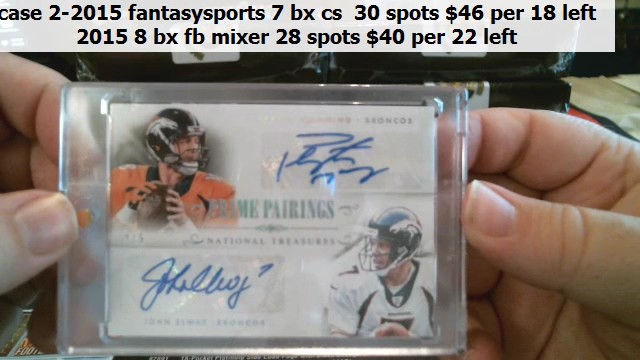 case 2-2015 fantasysports 7 bx cs 30 spots $46 per 18 left
2015 8 bx fb mixer 28 spots $40 per 22 left
BRONCOS
PAIRINGS
NATIONAL TREASURES
JOHN ELWAY - BRONCOS